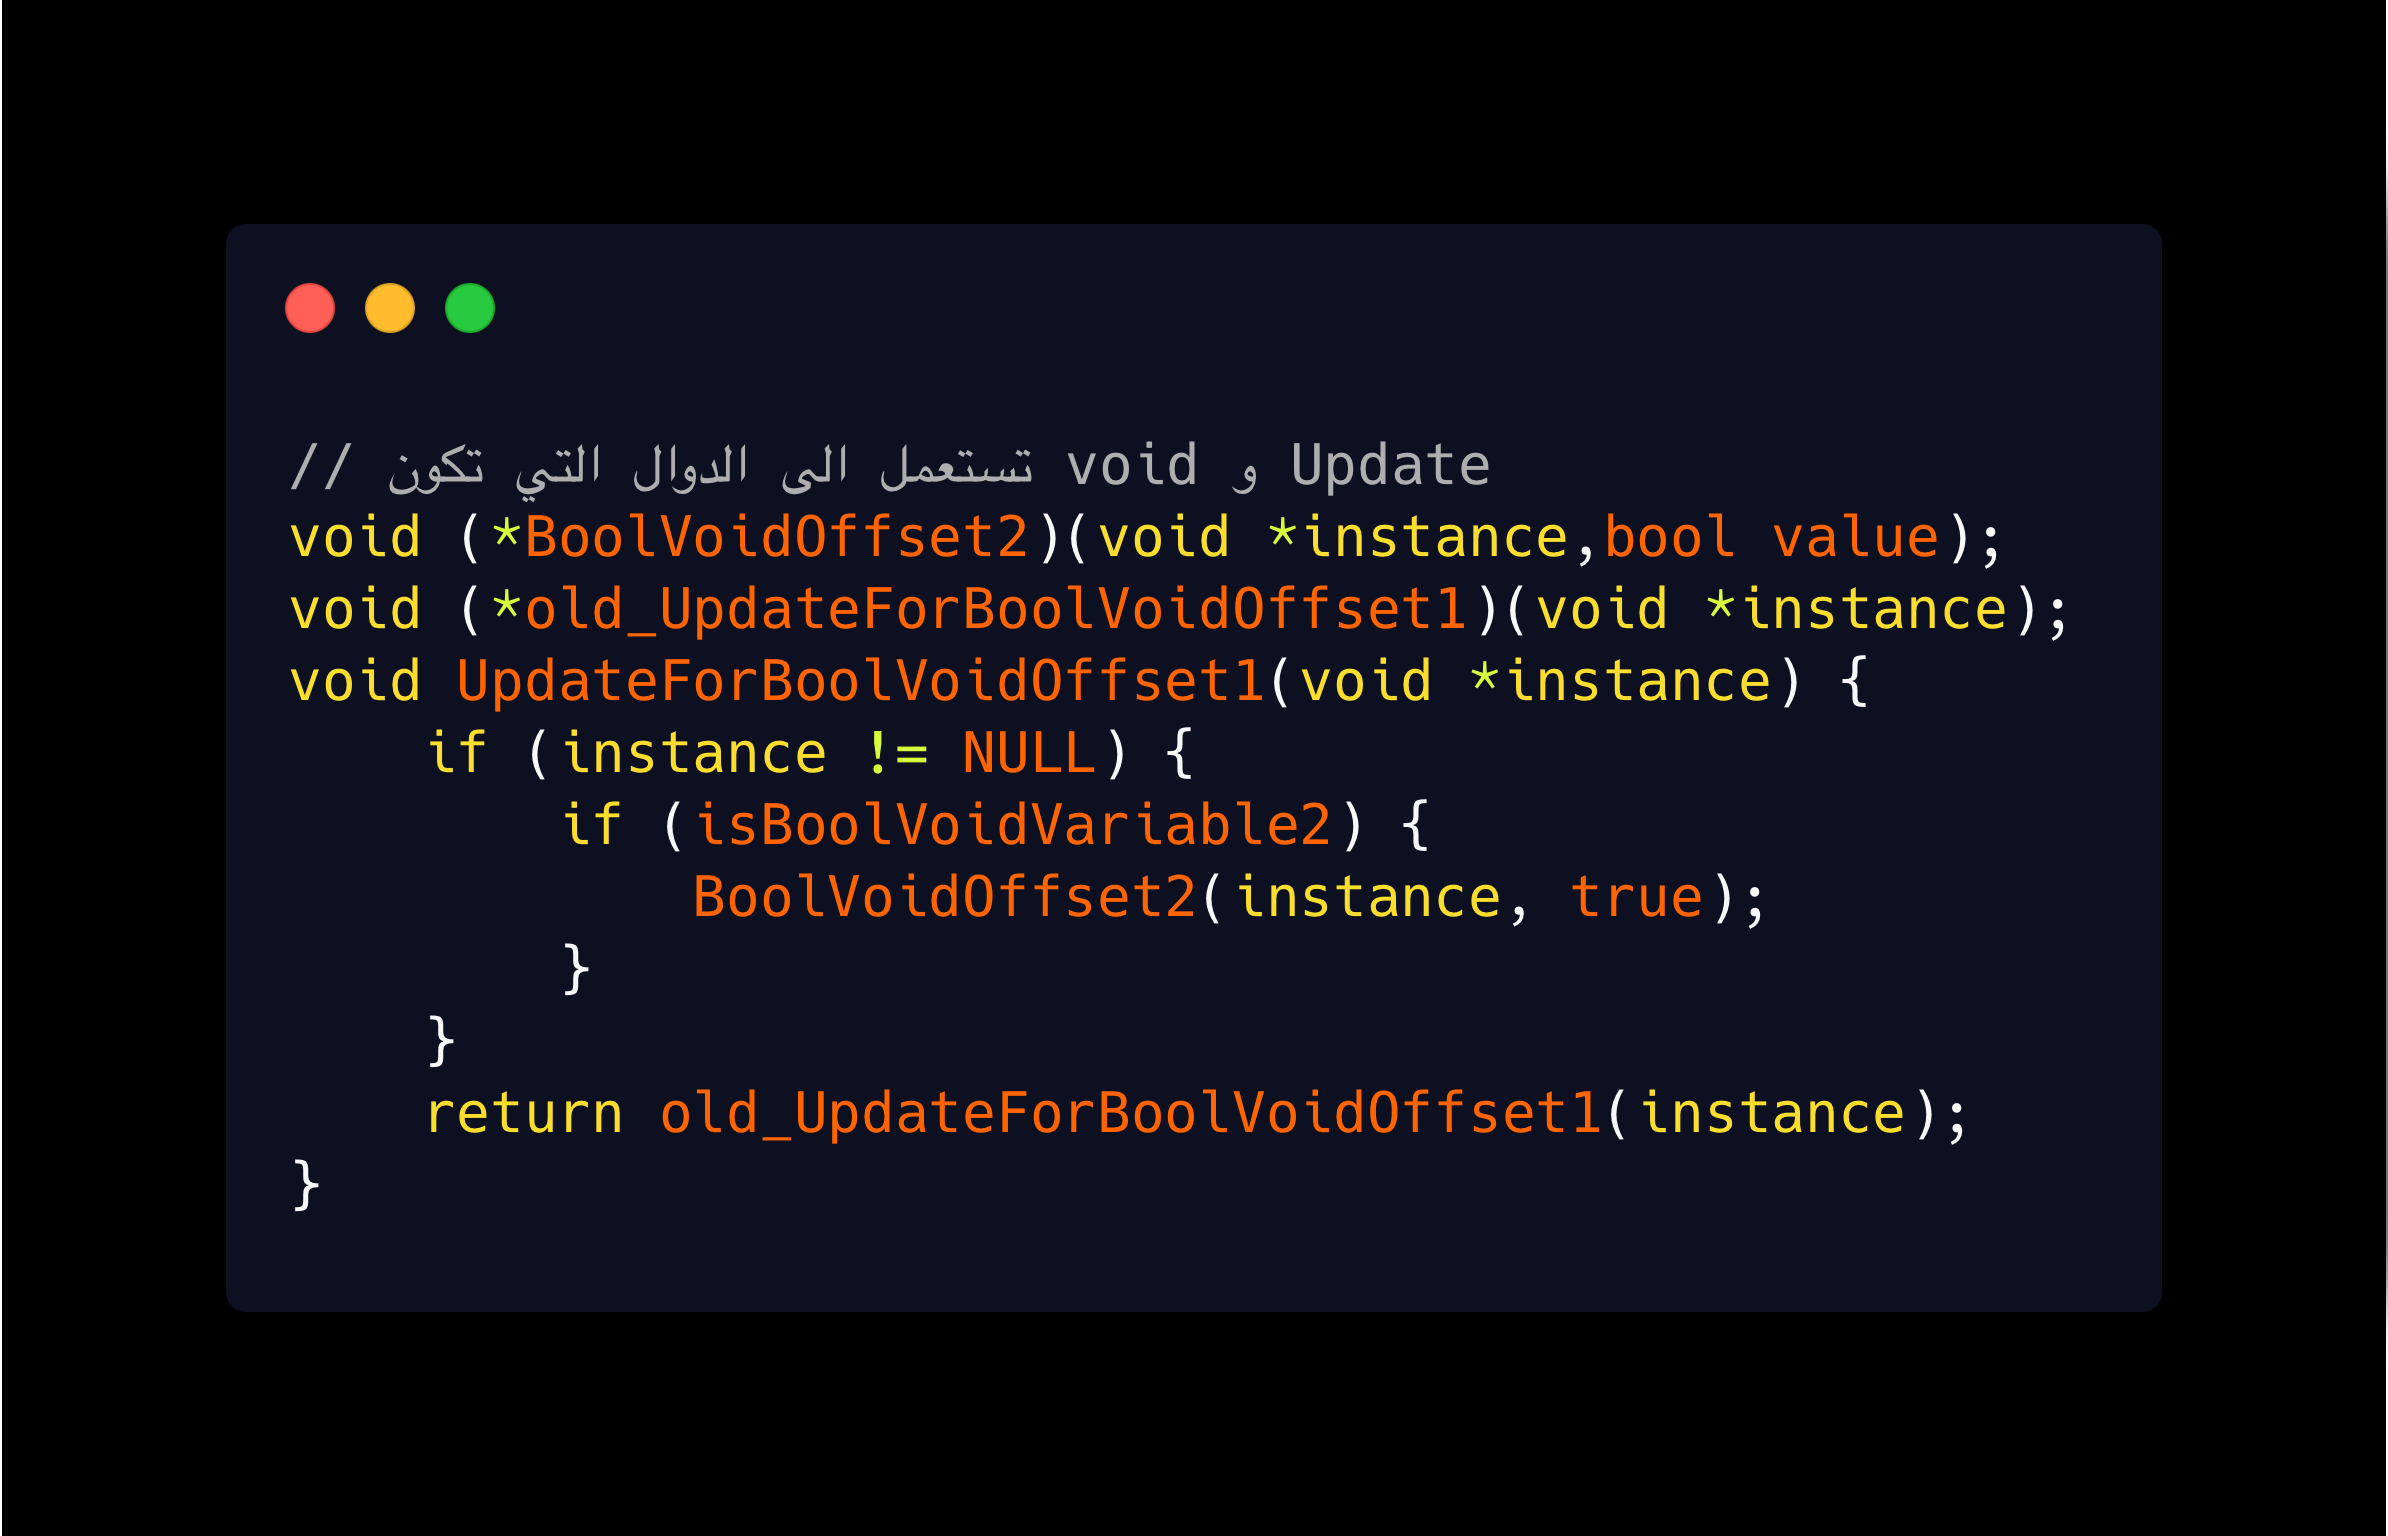 // تستعمل الى الدوال التي تكون void و Update
void (*BoolVoidOffset2)(void *instance,bool value);
void (*old_UpdateForBoolVoidOffset1)(void *instance);
void UpdateForBoolVoidOffset1(void *instance) {
    if (instance != NULL) {
        if (isBoolVoidVariable2) {
            BoolVoidOffset2(instance, true);
        }
    }
    return old_UpdateForBoolVoidOffset1(instance);
}